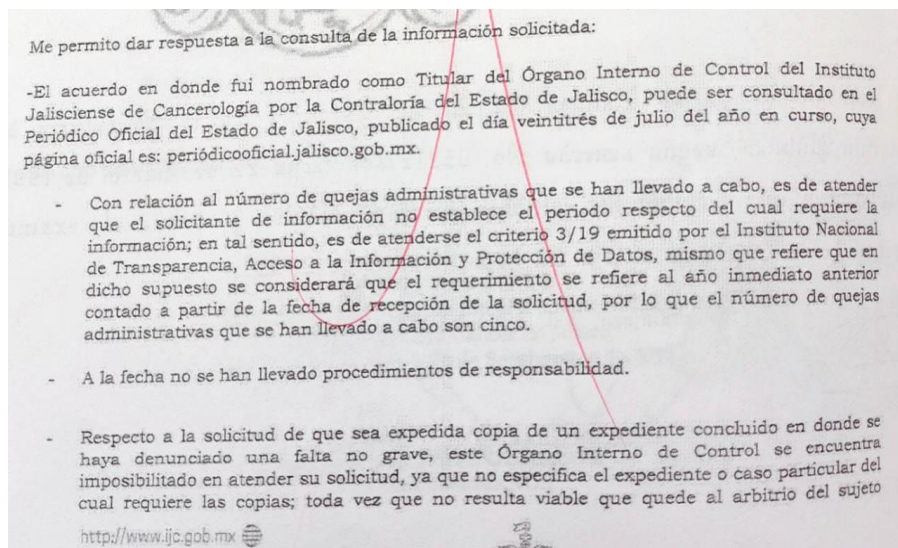 Me permito dar respuesta a la consulta de la información solicitada:
-El acuerdo en donde fui nombrado como Titular del Órgano Interno de Control del Instituto
Jalisciense de Cancerología por la Contraloría del Estado de Jalisco, puede ser consultado en el
Periódico Oficial del Estado de Jalisco, publicado el día veintitrés de julio del año en curso, cuya
página oficial es: periódicooficial.jalisco.gob.mx.
- Con relación al número de quejas administrativas que se han llevado a cabo, es de atender
que el solicitante de información no establece el periodo respecto del cual requiere la
información; en tal sentido, es de atenderse el criterio 3/19 emitido por el Instituto Nacional
de Transparencia, Acceso a la Información y Protección de Datos, mismo que refiere que en
dicho supuesto se considerará que el requerimiento se refiere al año inmediato anterior
contado a partir de la fecha de recepción de la solicitud, por lo que el número de quejas
administrativas que se han llevado a cabo son cinco.
- A la fecha no se han llevado procedimientos de responsabilidad.
- Respecto a la solicitud de que sea expedida copia de un expediente concluido en donde se
haya denunciado una falta no grave, este Órgano Interno de Control se encuentra
imposibilitado en atender su solicitud, ya que no especifica el expediente o caso particular del
cual requiere las copias; toda vez que no resulta viable que quede al arbitrio del sujeto
http://www.ijc.gob.mx